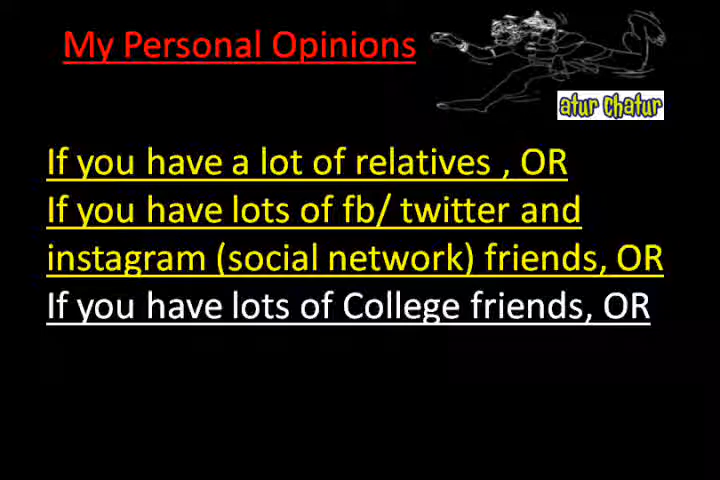 My Personal Opinions
atur chatur
If you have a lot of relatives , OR
If you have lots of fb/ twitter and
instagram (social network) friends, OR
If you have lots of College friends, OR